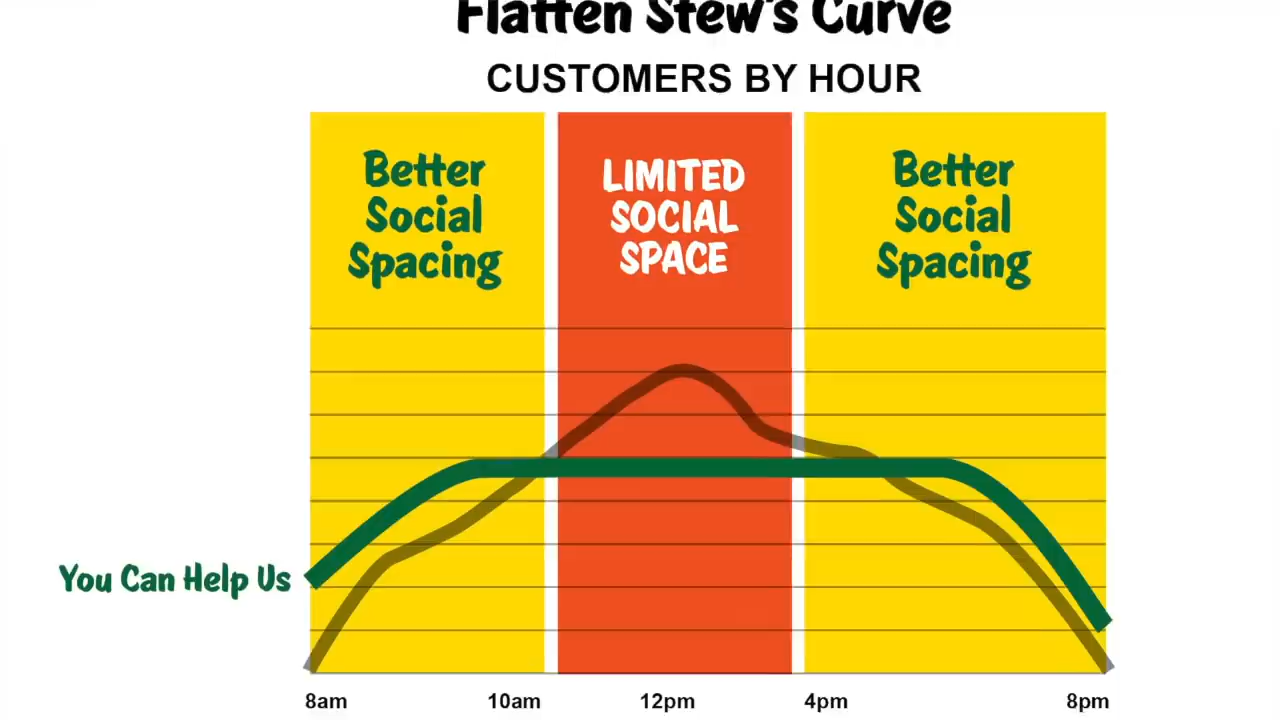 Flatten Stew's Curve
CUSTOMERS BY HOUR
Better
Social
Spacing
LIMITED
SOCIAL
SPACE
Better
Social
Spacing
You Can Help Us
8am
10am
12pm
4pm
8pm